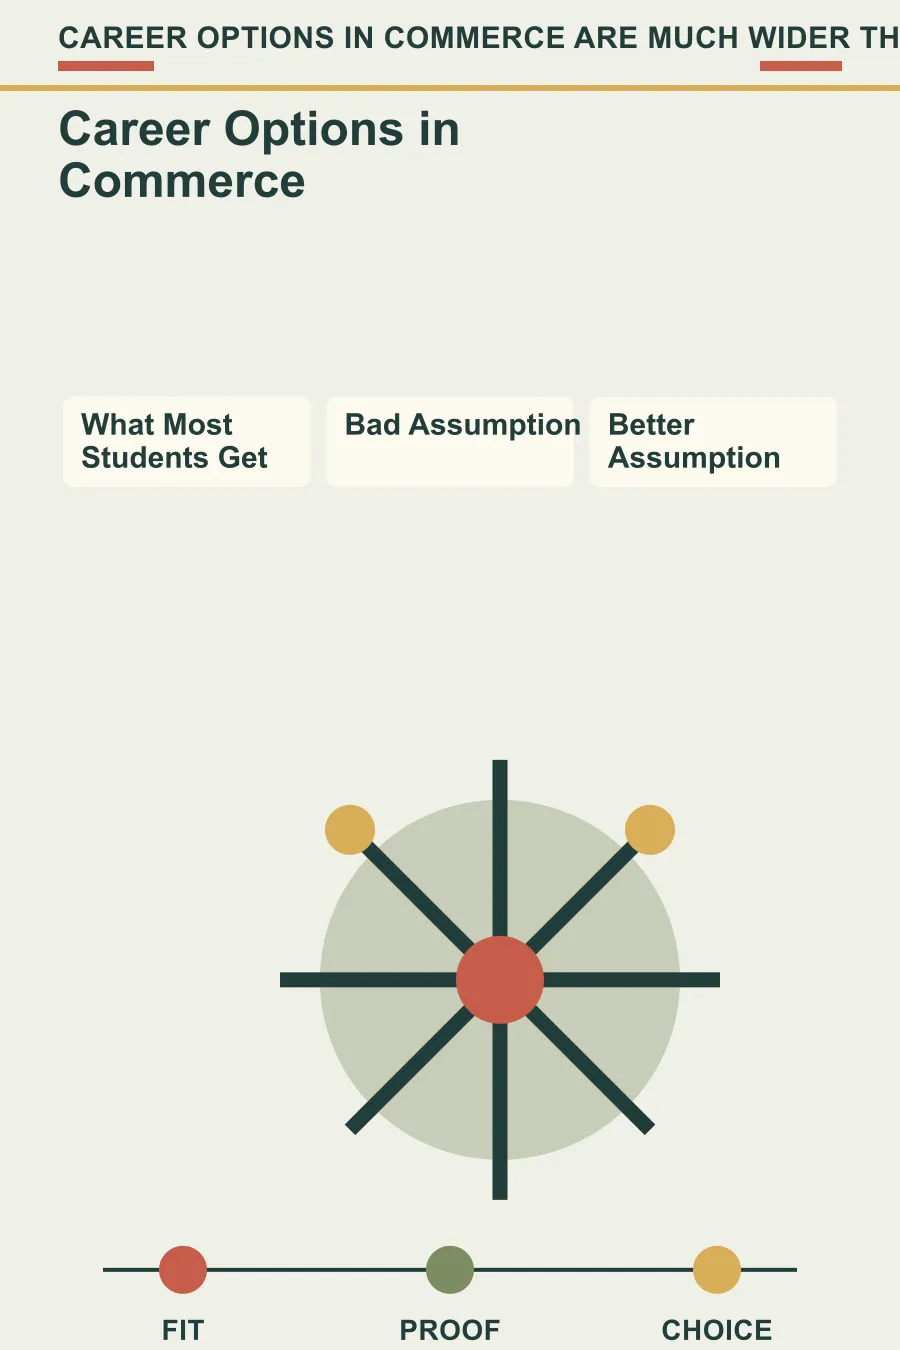 CAREER OPTIONS IN COMMERCE ARE MUCH WIDER TH
Career Options in
Commerce
What Most
Students Get
Bad Assumption
Better
Assumption
FIT
PROOF
CHOICE